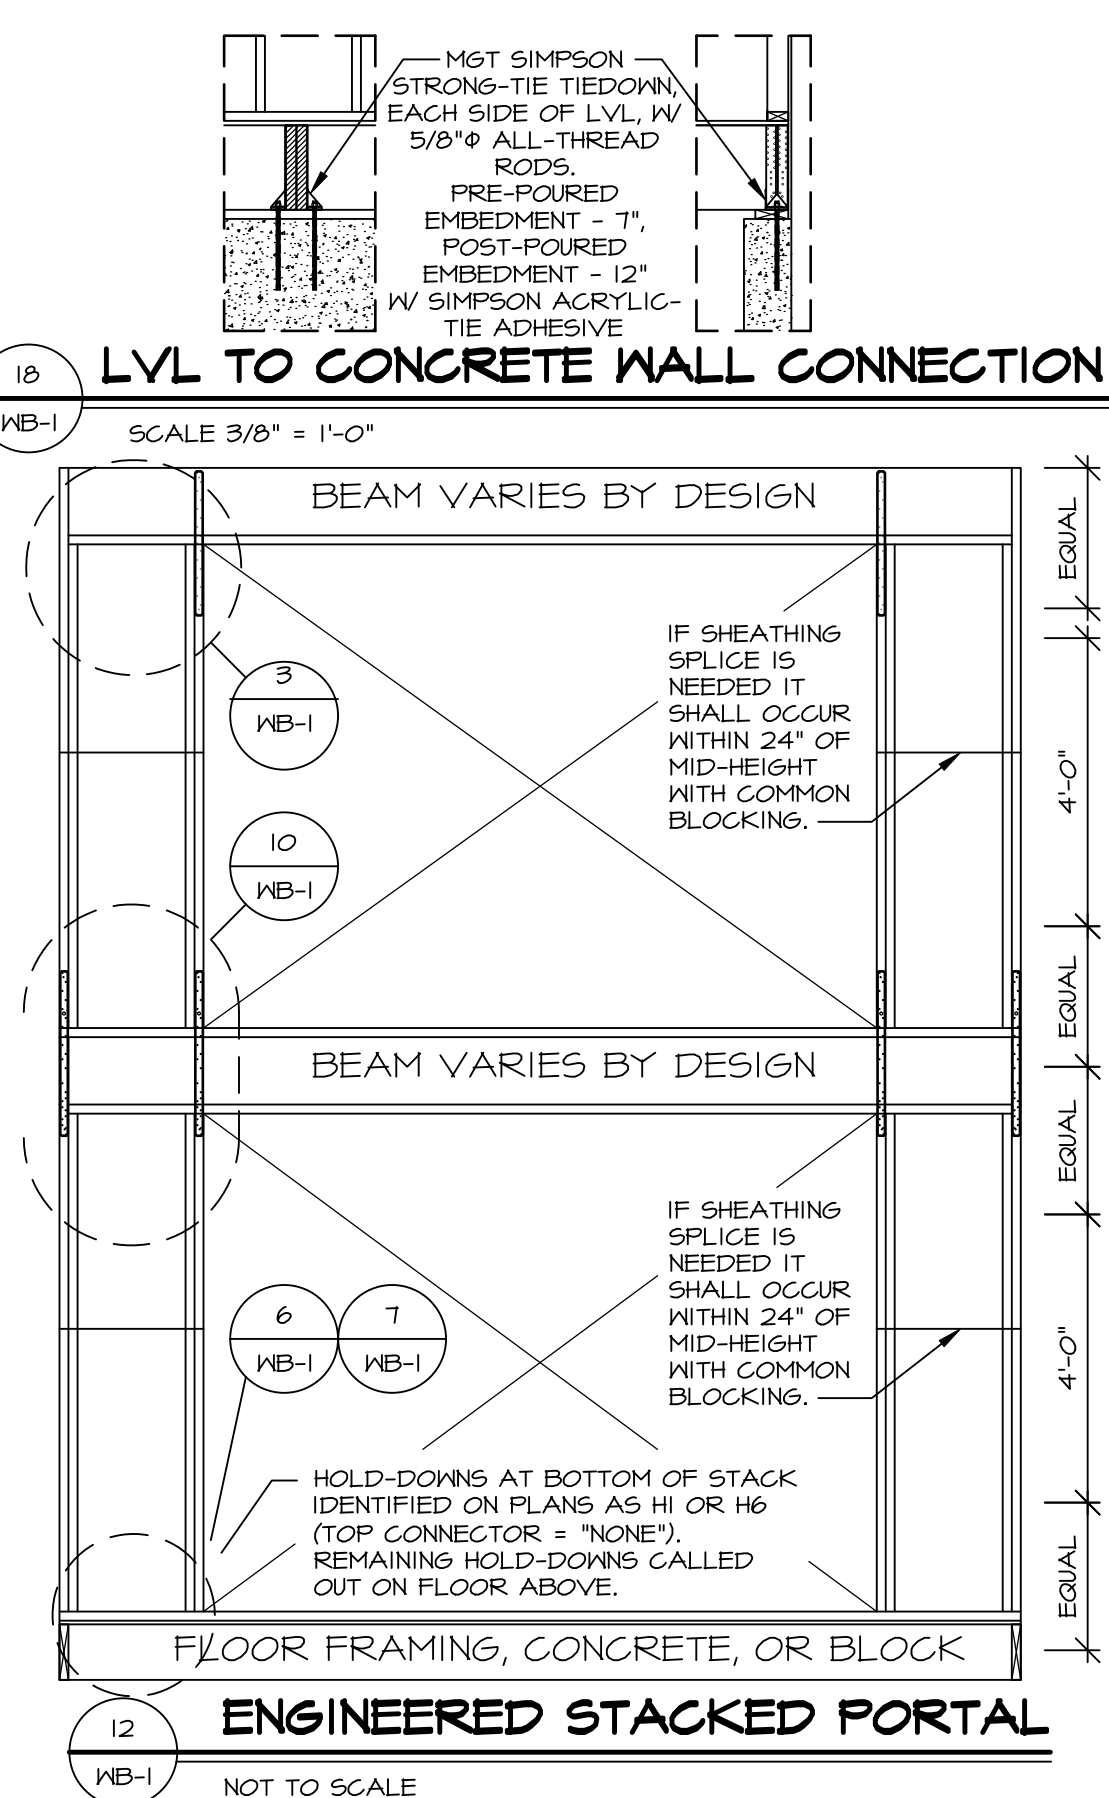 MGT SIMPSON
STRONG-TIE TIEDOWN,
EACH SIDE OF LVL, W/
5/8"Φ ALL-THREAD
RODS.
PRE-POURED
EMBEDMENT - 7",
POST-POURED
EMBEDMENT - 12"
W/ SIMPSON ACRYLIC-
TIE ADHESIVE
18
WB-1
LVL TO CONCRETE WALL CONNECTION
SCALE 3/8" = 1'-0"
BEAM VARIES BY DESIGN
EQUAL
IF SHEATHING
SPLICE IS
NEEDED IT
SHALL OCCUR
WITHIN 24" OF
MID-HEIGHT
WITH COMMON
BLOCKING.
3
WB-1
4'-0"
10
WB-1
EQUAL
BEAM VARIES BY DESIGN
EQUAL
IF SHEATHING
SPLICE IS
NEEDED IT
SHALL OCCUR
WITHIN 24" OF
MID-HEIGHT
WITH COMMON
BLOCKING.
6
WB-1
7
WB-1
4'-0"
HOLD-DOWNS AT BOTTOM OF STACK
IDENTIFIED ON PLANS AS H1 OR H6
(TOP CONNECTOR = "NONE").
REMAINING HOLD-DOWNS CALLED
OUT ON FLOOR ABOVE.
EQUAL
FLOOR FRAMING, CONCRETE, OR BLOCK
12
WB-1
ENGINEERED STACKED PORTAL
NOT TO SCALE